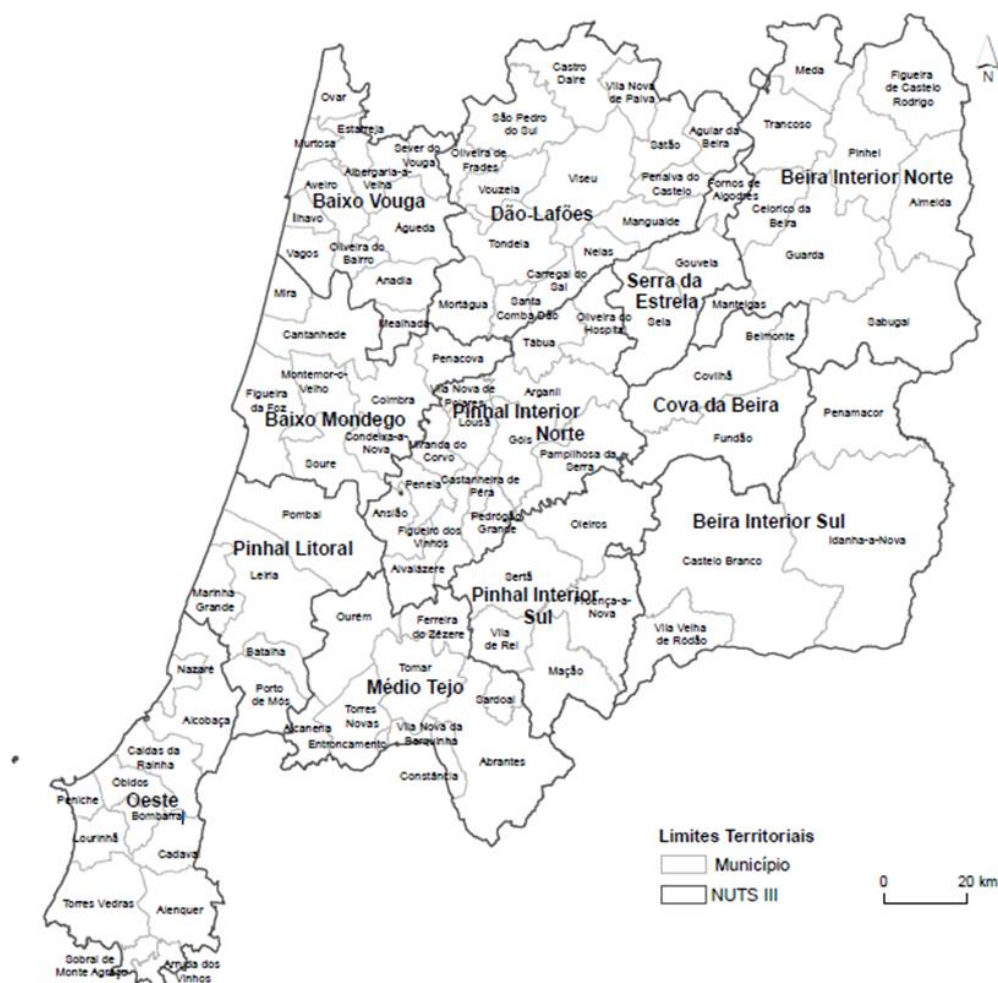 Castro
Daire
Meda
Figueira
de Castelo
Rodrigo
N
Ovar
Vila Nova
de Paiva
São Pedro
do Sul
Trancoso
Estarreja
Murtosa
Sever do
Vouga
Oliveira de
Frades
Satão
Aguiar da
Beira
Pinhel
Albergaria-a-
Velha
Aveiro
Baixo Vouga
Vouzela
Viseu
Penalva do
Castelo
Fornos de
Algodres
Beira Interior Norte
Almeida
Ílhavo
Águeda
Dão-Lafões
Mangualde
Celorico da
Beira
Vagos
Oliveira do
Bairro
Tondela
Nelas
Guarda
Anadia
Carregal do
Sal
Gouveia
Serra da
Estrela
Mira
Mortágua
Santa
Comba Dão
Oliveira do
Hospital
Seia
Manteigas
Sabugal
Cantanhede
Mealhada
Tábua
Belmonte
Penacova
Covilhã
Montemor-o-
Velho
Figueira
da Foz
Coimbra
Vila Nova de
Poiares
Arganil
Cova da Beira
Penamacor
Baixo Mondego
Lousã
Pinhal Interior
Norte
Condeixa-a-
Nova
Miranda do
Corvo
Góis
Fundão
Soure
Pampilhosa da
Serra
Penela
Castanheira de
Pêra
Pombal
Ansião
Pedrógão
Grande
Oleiros
Beira Interior Sul
Idanha-a-Nova
Figueiró dos
Vinhos
Pinhal Litoral
Castelo Branco
Leiria
Alvaiázere
Sertã
Marinha
Grande
Pinhal Interior
Sul
Proença-a-
Nova
Ourém
Ferreira
do Zêzere
Vila
de Rei
Vila Velha
de Ródão
Batalha
Nazaré
Tomar
Mação
Porto
de Mós
Médio Tejo
Sardoal
Alcobaça
Torres
Novas
Alcanena
Vila Nova da
Barquinha
Entroncamento
Caldas da
Rainha
Constância
Abrantes
Óbidos
Peniche
Oeste
Bombarral
Lourinhã
Cadaval
Limites Territoriais
Município
NUTS III
0 20 km
Torres Vedras
Alenquer
Sobral de
Monte Agraço
Arruda dos
Vinhos